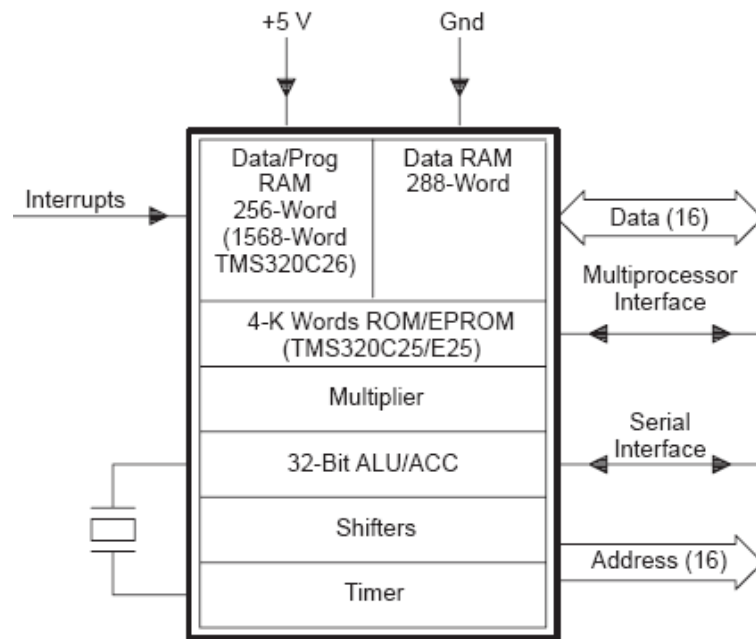 +5 V
Gnd
Interrupts
Data/Prog
RAM
256-Word
(1568-Word
TMS320C26)
Data RAM
288-Word
Data (16)
Multiprocessor
Interface
4-K Words ROM/EPROM
(TMS320C25/E25)
Multiplier
Serial
Interface
32-Bit ALU/ACC
Shifters
Address (16)
Timer